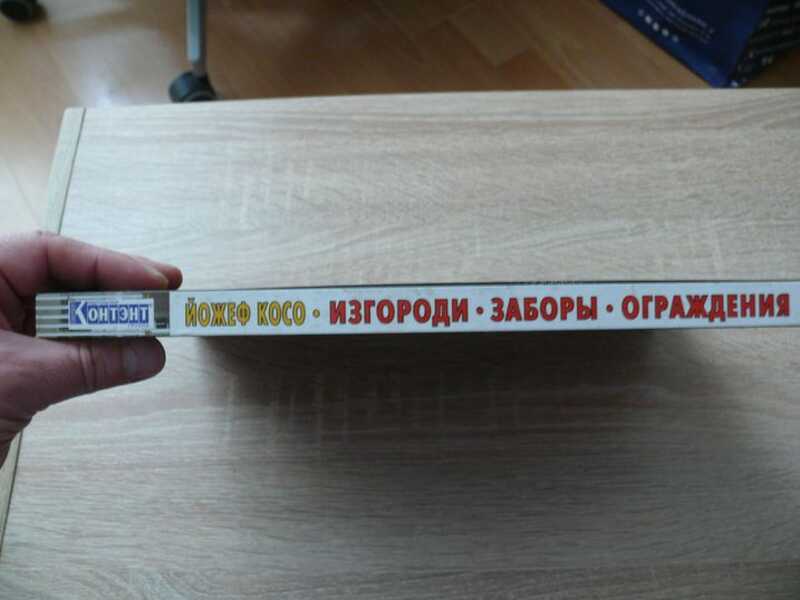 КОНТЭНТ
ЙОЖЕФ КОСО · ИЗГОРОДИ · ЗАБОРЫ · ОГРАЖДЕНИЯ